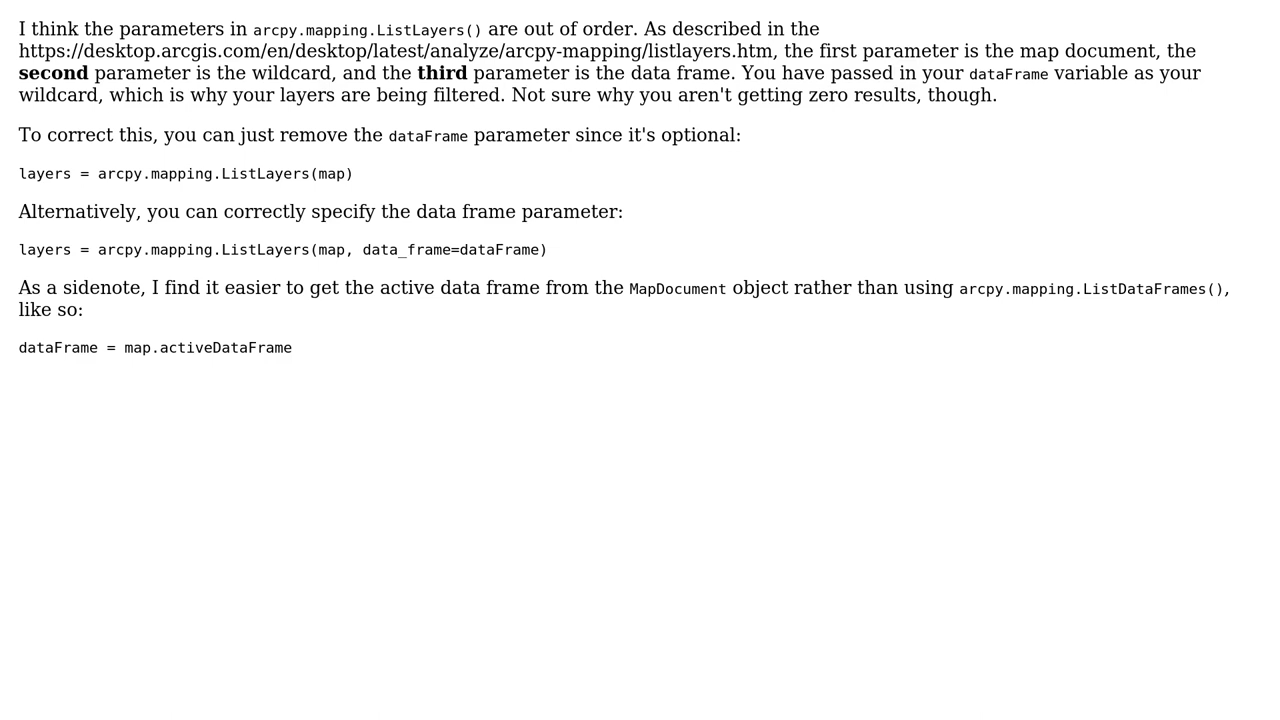 I think the parameters in arcpy.mapping.ListLayers() are out of order. As described in the
https://desktop.arcgis.com/en/desktop/latest/analyze/arcpy-mapping/listlayers.htm, the first parameter is the map document, the
second parameter is the wildcard, and the third parameter is the data frame. You have passed in your dataFrame variable as your
wildcard, which is why your layers are being filtered. Not sure why you aren't getting zero results, though.
To correct this, you can just remove the dataFrame parameter since it's optional:
layers = arcpy.mapping.ListLayers(map)
Alternatively, you can correctly specify the data frame parameter:
layers = arcpy.mapping.ListLayers(map, data_frame=dataFrame)
As a sidenote, I find it easier to get the active data frame from the MapDocument object rather than using arcpy.mapping.ListDataFrames(),
like so:
dataFrame = map.activeDataFrame